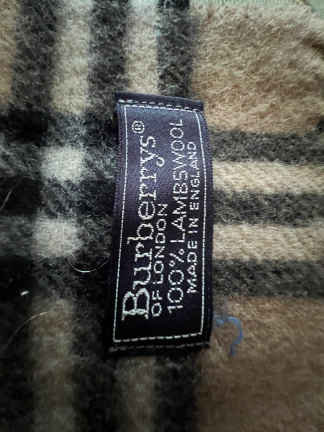 Burberrys®
OF LONDON
100% LAMBSWOOL
MADE IN ENGLAND